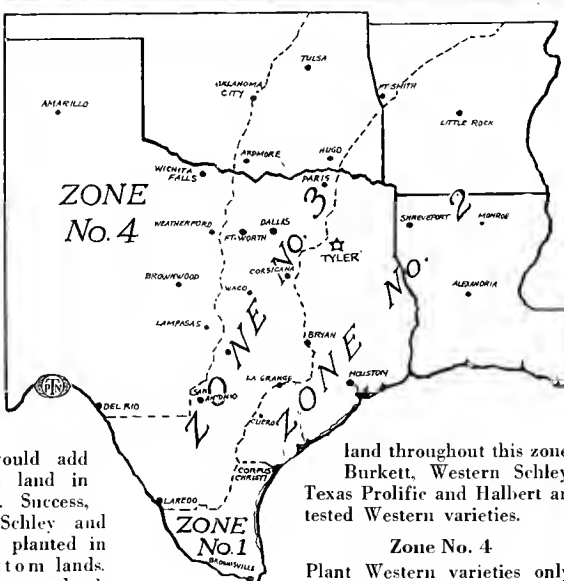 TULSA
OKLAHOMA
CITY
FT. SMITH
AMARILLO
LITTLE ROCK
ARDMORE
HUGO
WICHITA
FALLS
PARIS
ZONE
No. 4
SHREVEPORT
MONROE
WEATHERFORD
FT. WORTH
DALLAS
TYLER
BROWNWOOD
CORSICANA
ALEXANDRIA
WACO
LAMPASAS
BRYAN
ZONE No. 3
ZONE No. 2
LA GRANGE
HOUSTON
PTN
SAN
ANTONIO
DEL RIO
CUERO
CORPUS
CHRISTI
LAREDO
ZONE
No. 1
BROWNSVILLE
ould add
land in
. Success,
Schley and
planted in
tom lands.
land throughout this zone
Burkett, Western Schley
Texas Prolific and Halbert ar
tested Western varieties.
Zone No. 4
Plant Western varieties only